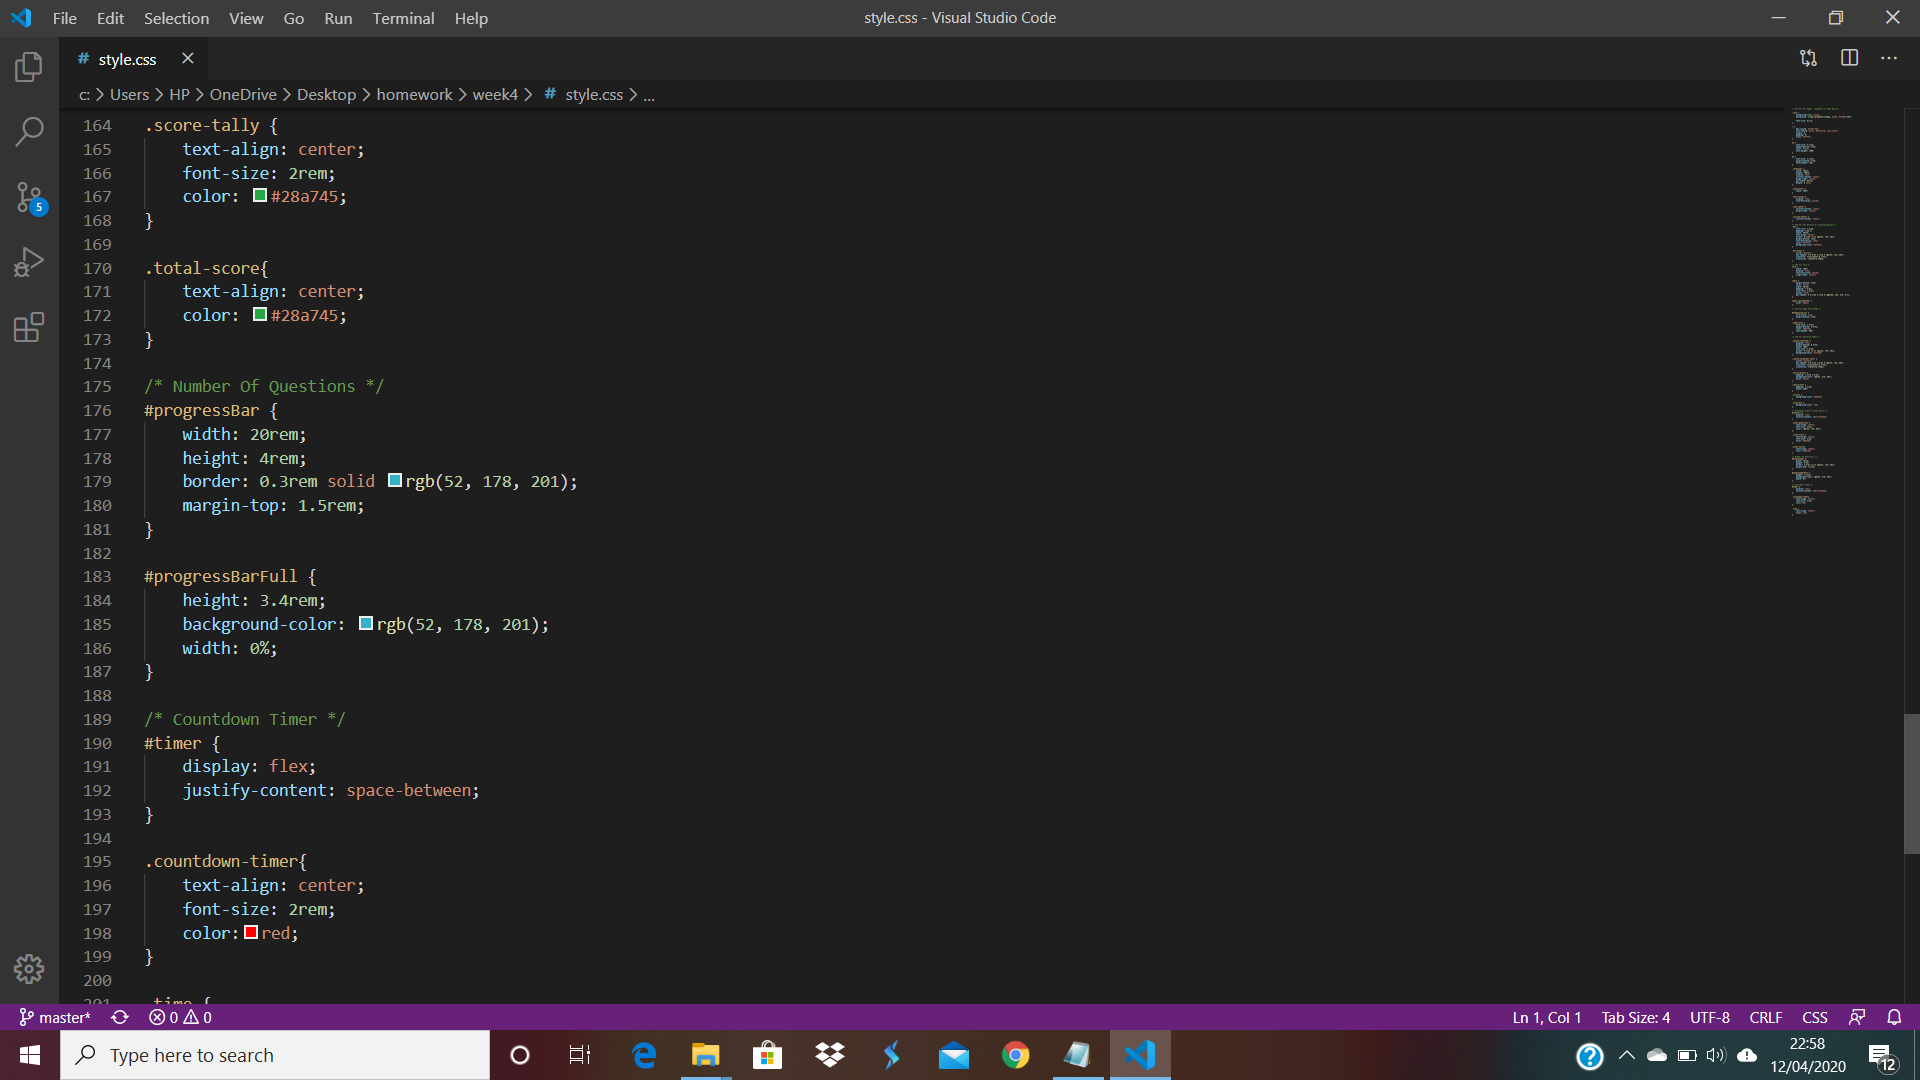 File Edit Selection View Go Run Terminal Help
style.css - Visual Studio Code
# style.css
c: > Users > HP > OneDrive > Desktop > homework > week4 > # style.css > ...
164 .score-tally {
165     text-align: center;
166     font-size: 2rem;
167     color: #28a745;
168 }
169
170 .total-score{
171     text-align: center;
172     color: #28a745;
173 }
174
175 /* Number Of Questions */
176 #progressBar {
177     width: 20rem;
178     height: 4rem;
179     border: 0.3rem solid rgb(52, 178, 201);
180     margin-top: 1.5rem;
181 }
182
183 #progressBarFull {
184     height: 3.4rem;
185     background-color: rgb(52, 178, 201);
186     width: 0%;
187 }
188
189 /* Countdown Timer */
190 #timer {
191     display: flex;
192     justify-content: space-between;
193 }
194
195 .countdown-timer{
196     text-align: center;
197     font-size: 2rem;
198     color:red;
199 }
200
201 .time {
5
master* 0 0
Ln 1, Col 1 Tab Size: 4 UTF-8 CRLF CSS
Type here to search
22:58
12/04/2020
12